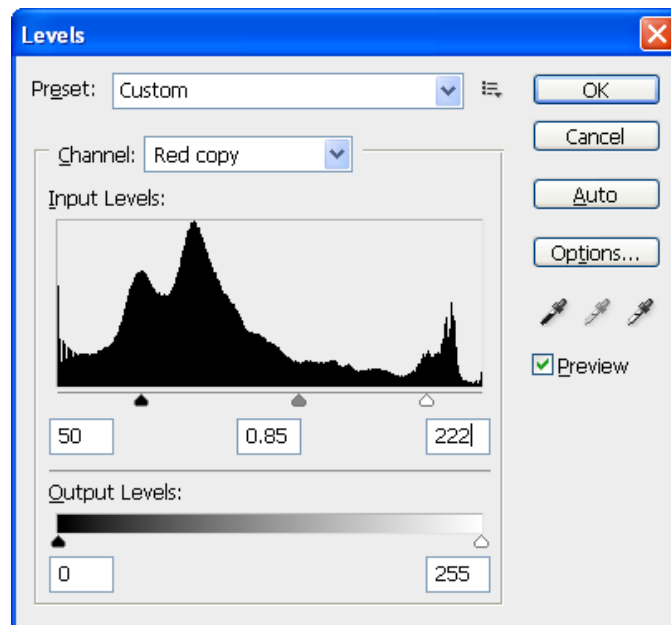 Levels
Preset: Custom
OK
Cancel
Channel: Red copy
Auto
Input Levels:
Options...
Preview
50 0.85 222
Output Levels:
0 255